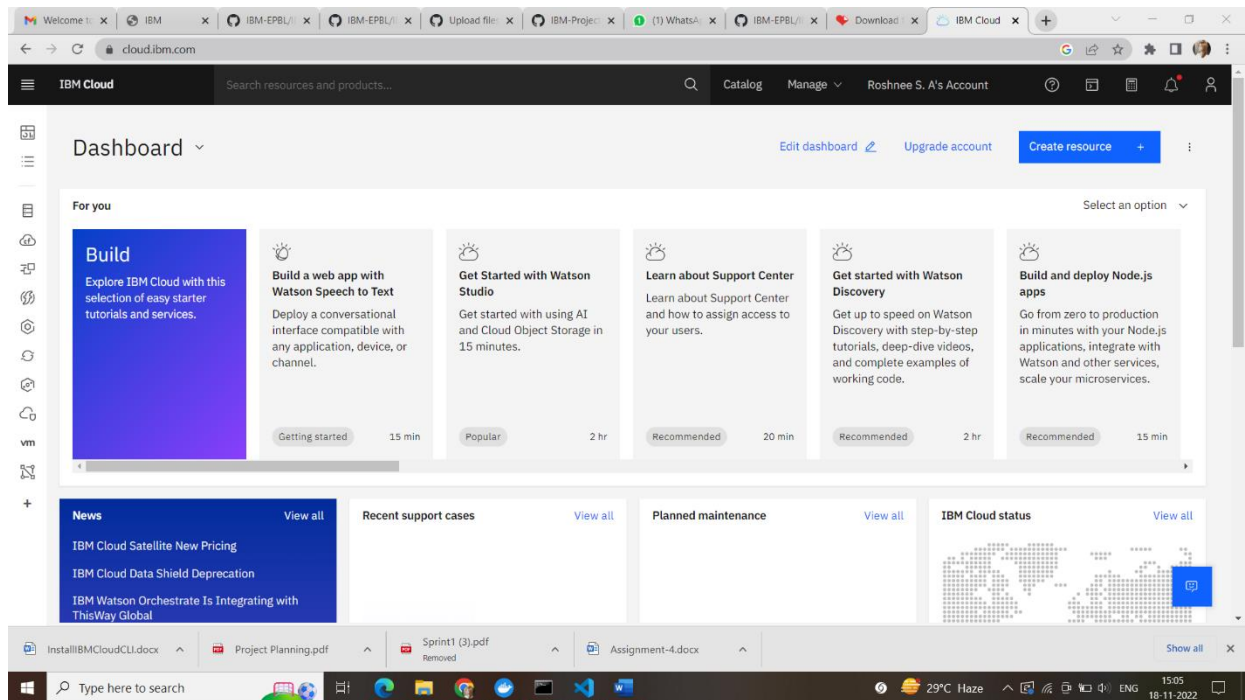 Welcome t
IBM
IBM-EPBL/I
IBM-EPBL/I
Upload file
IBM-Projec
(1) WhatsA
IBM-EPBL/I
Download
IBM Cloud
cloud.ibm.com
IBM Cloud
Search resources and products...
Catalog
Manage
Roshnee S. A's Account
Dashboard
Edit dashboard
Upgrade account
Create resource +
For you
Select an option
Build
Explore IBM Cloud with this
selection of easy starter
tutorials and services.
Build a web app with
Watson Speech to Text
Deploy a conversational
interface compatible with
any application, device, or
channel.
Getting started 15 min
Get Started with Watson
Studio
Get started with using AI
and Cloud Object Storage in
15 minutes.
Popular 2 hr
Learn about Support Center
Learn about Support Center
and how to assign access to
your users.
Recommended 20 min
Get started with Watson
Discovery
Get up to speed on Watson
Discovery with step-by-step
tutorials, deep-dive videos,
and complete examples of
working code.
Recommended 2 hr
Build and deploy Node.js
apps
Go from zero to production
in minutes with your Node.js
applications, integrate with
Watson and other services,
scale your microservices.
Recommended 15 min
vm
News View all
IBM Cloud Satellite New Pricing
IBM Cloud Data Shield Deprecation
IBM Watson Orchestrate Is Integrating with
ThisWay Global
Recent support cases View all
Planned maintenance View all
IBM Cloud status View all
InstallIBMCloudCLI.docx
Project Planning.pdf
Sprint1 (3).pdf
Removed
Assignment-4.docx
Show all
Type here to search
29°C Haze
ENG
15:05
18-11-2022